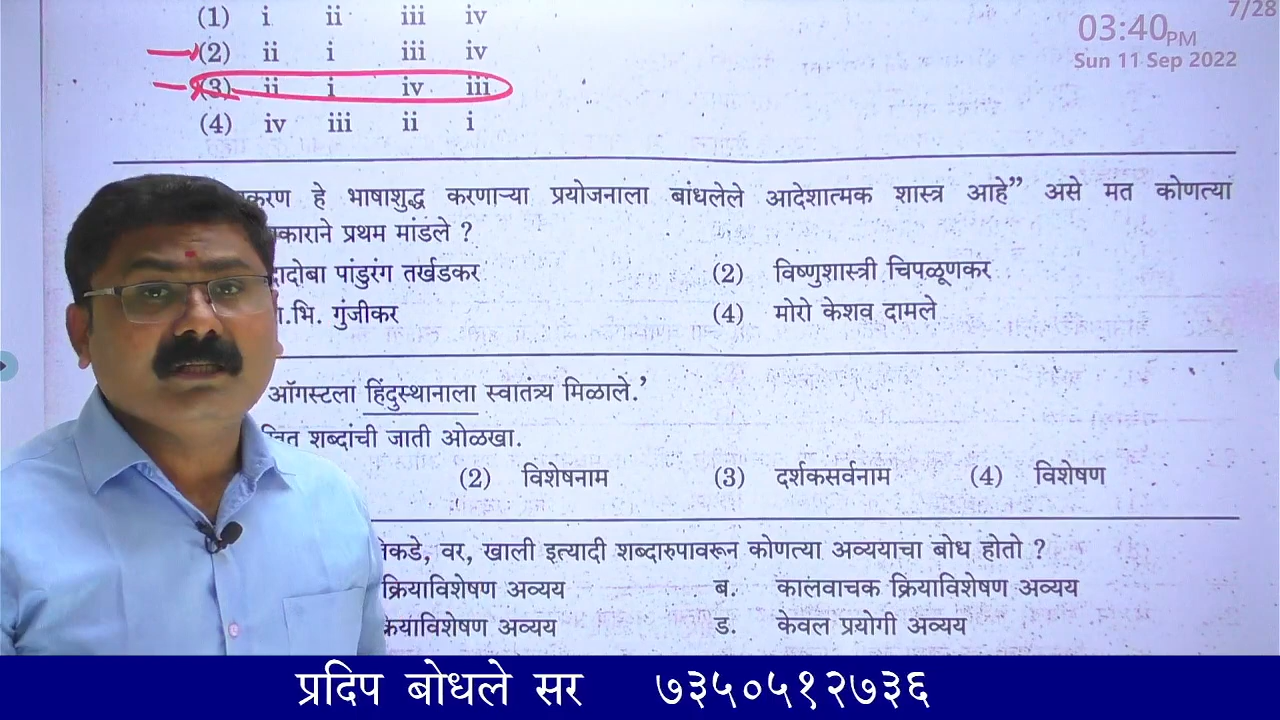 (1) i ii iii iv
7/28
03:40PM
(2) ii i iii iv
Sun 11 Sep 2022
(3) ii i iv iii
(4) iv iii ii i
हे भाषाशुद्ध करणाऱ्या प्रयोजनाला बांधलेले आदेशात्मक शास्त्र आहे” असे मत कोणत्या
प्रथम मांडले ?
दादोबा पांडुरंग तर्खडकर (2) विष्णुशास्त्री चिपळूणकर
भि. गुंजीकर (4) मोरो केशव दामले
ऑगस्टला हिंदुस्थानाला स्वातंत्र्य मिळाले.’
शब्दांची जाती ओळखा.
(2) विशेषनाम (3) दर्शकसर्वनाम (4) विशेषण
वर, खाली इत्यादी शब्दारुपावरून कोणत्या अव्ययाचा बोध होतो ?
क्रियाविशेषण अव्यय ब. कालवाचक क्रियाविशेषण अव्यय
क्रियाविशेषण अव्यय ड. केवल प्रयोगी अव्यय
प्रदिप बोधले सर ७३५०५१२७३६